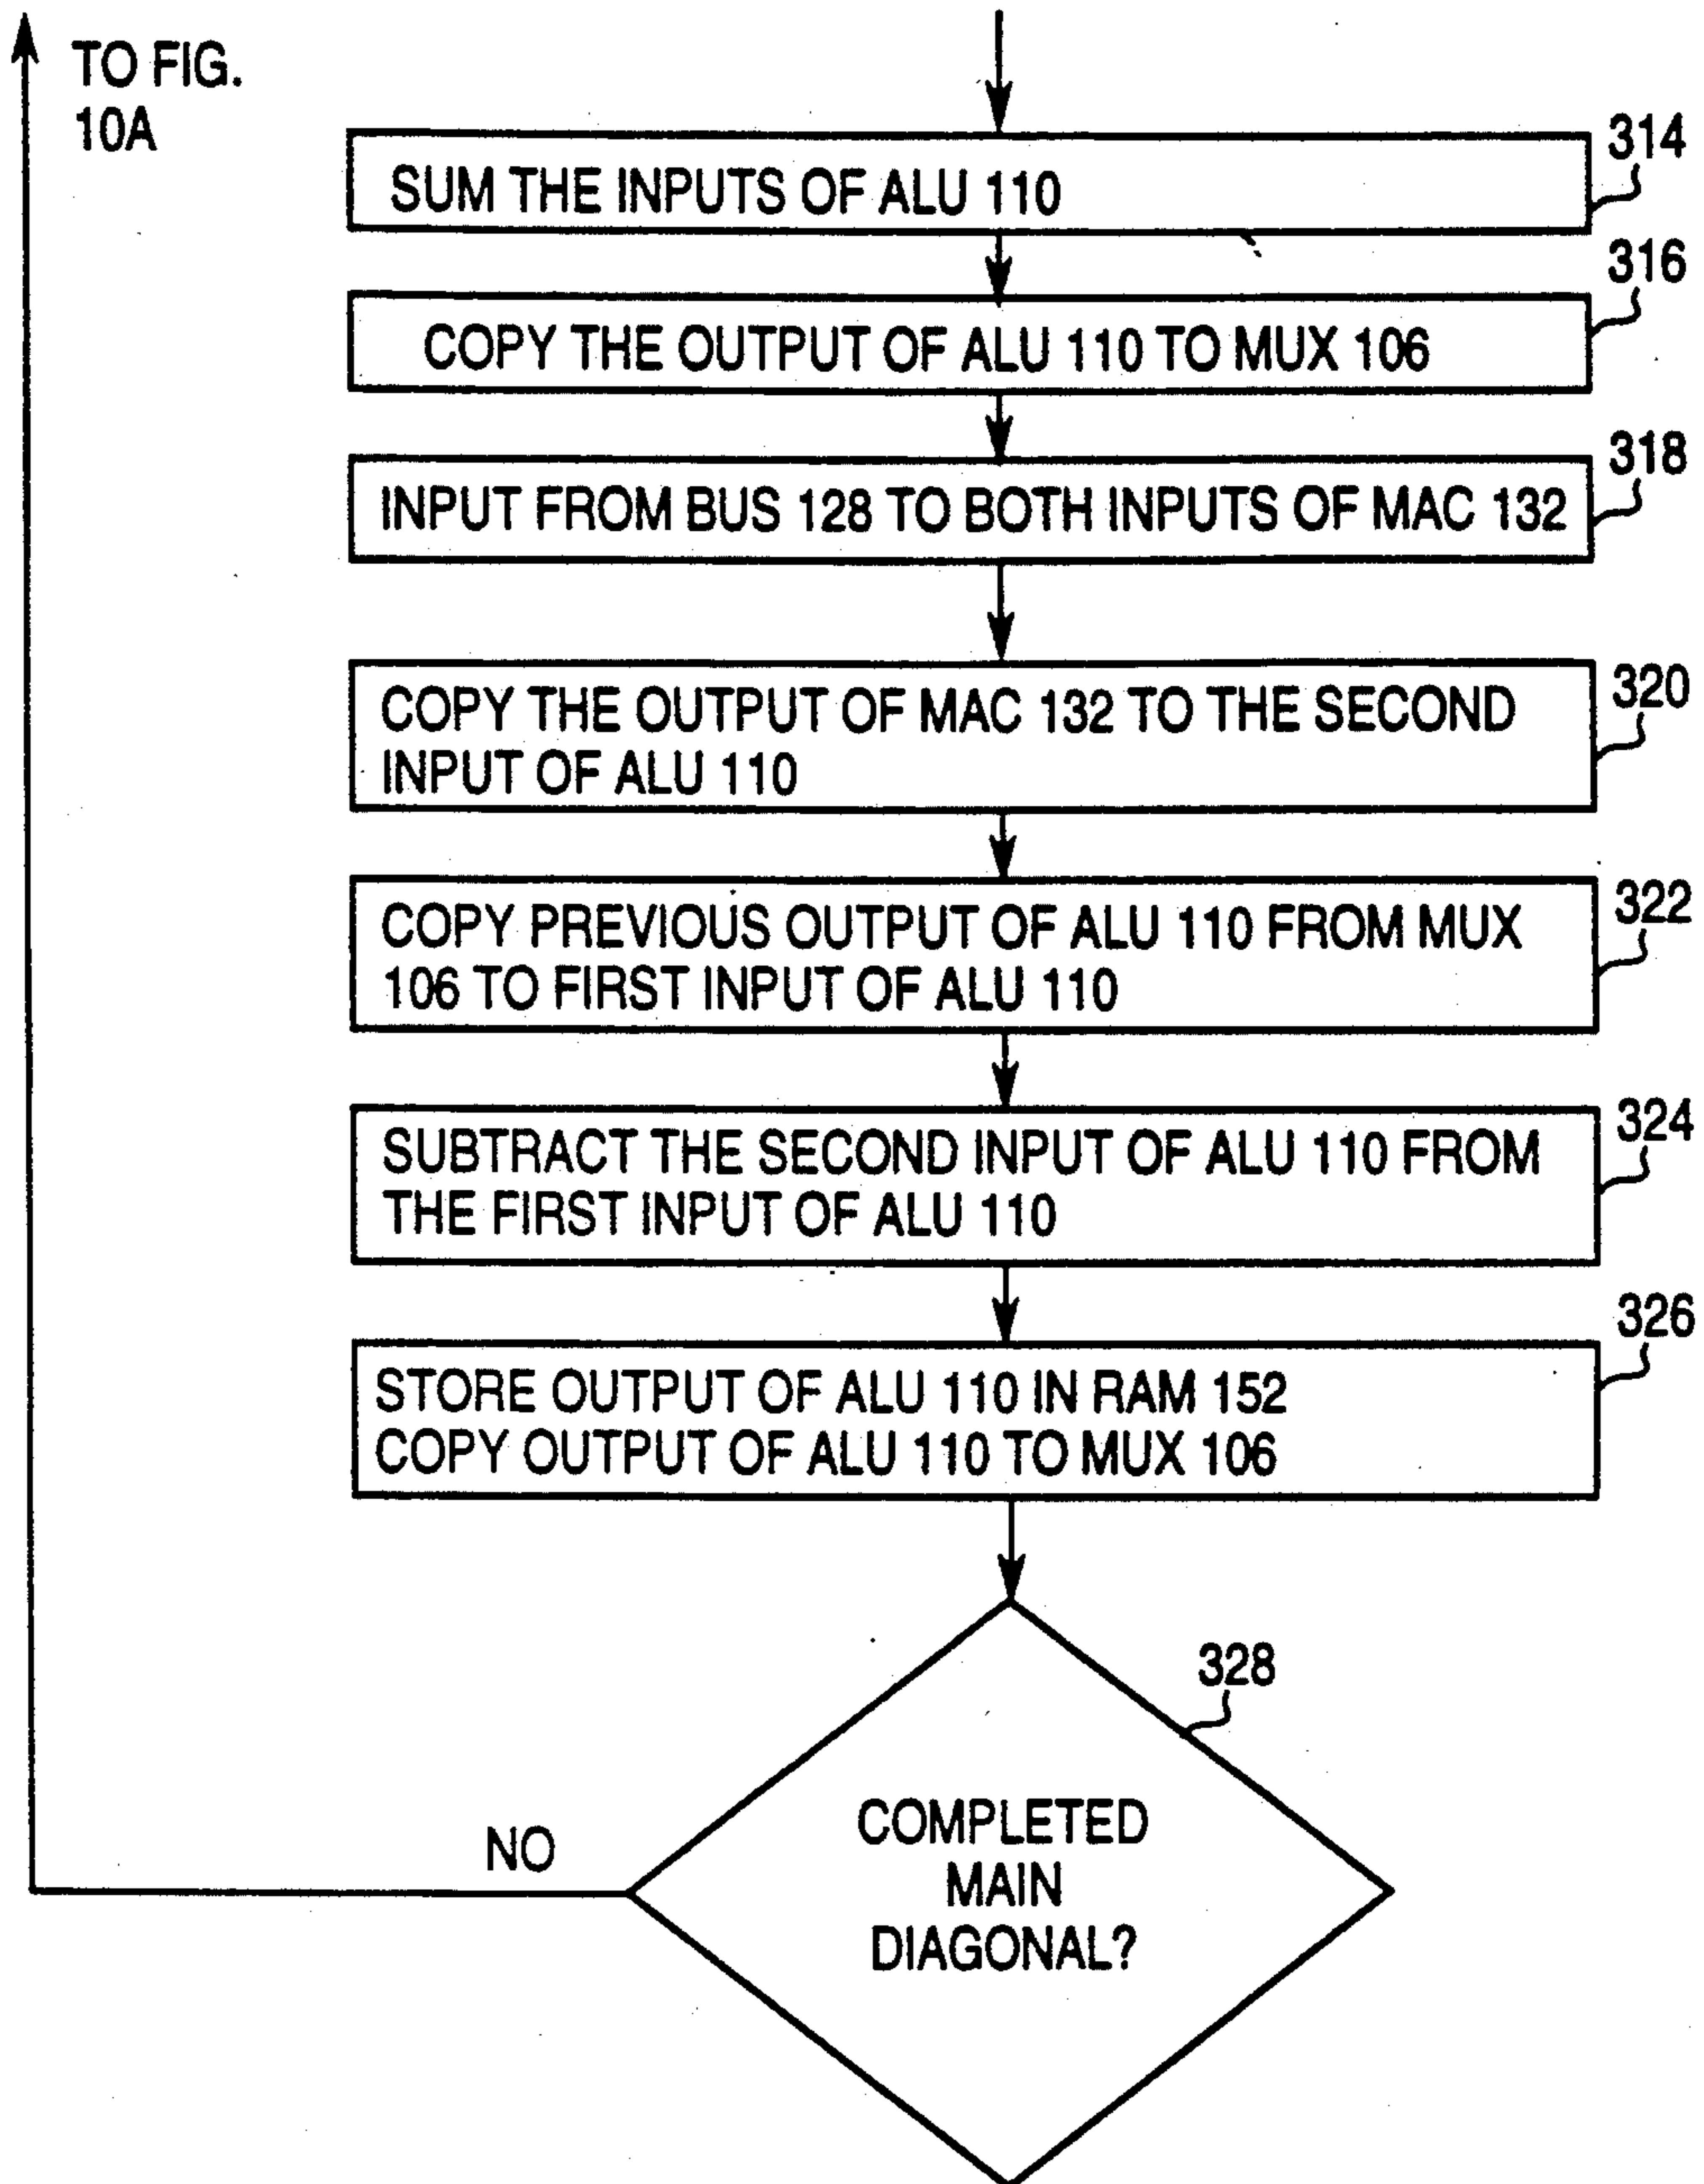 TO FIG.
10A
314
SUM THE INPUTS OF ALU 110
316
COPY THE OUTPUT OF ALU 110 TO MUX 106
318
INPUT FROM BUS 128 TO BOTH INPUTS OF MAC 132
320
COPY THE OUTPUT OF MAC 132 TO THE SECOND
INPUT OF ALU 110
322
COPY PREVIOUS OUTPUT OF ALU 110 FROM MUX
106 TO FIRST INPUT OF ALU 110
324
SUBTRACT THE SECOND INPUT OF ALU 110 FROM
THE FIRST INPUT OF ALU 110
326
STORE OUTPUT OF ALU 110 IN RAM 152
COPY OUTPUT OF ALU 110 TO MUX 106
328
COMPLETED
MAIN
DIAGONAL?
NO